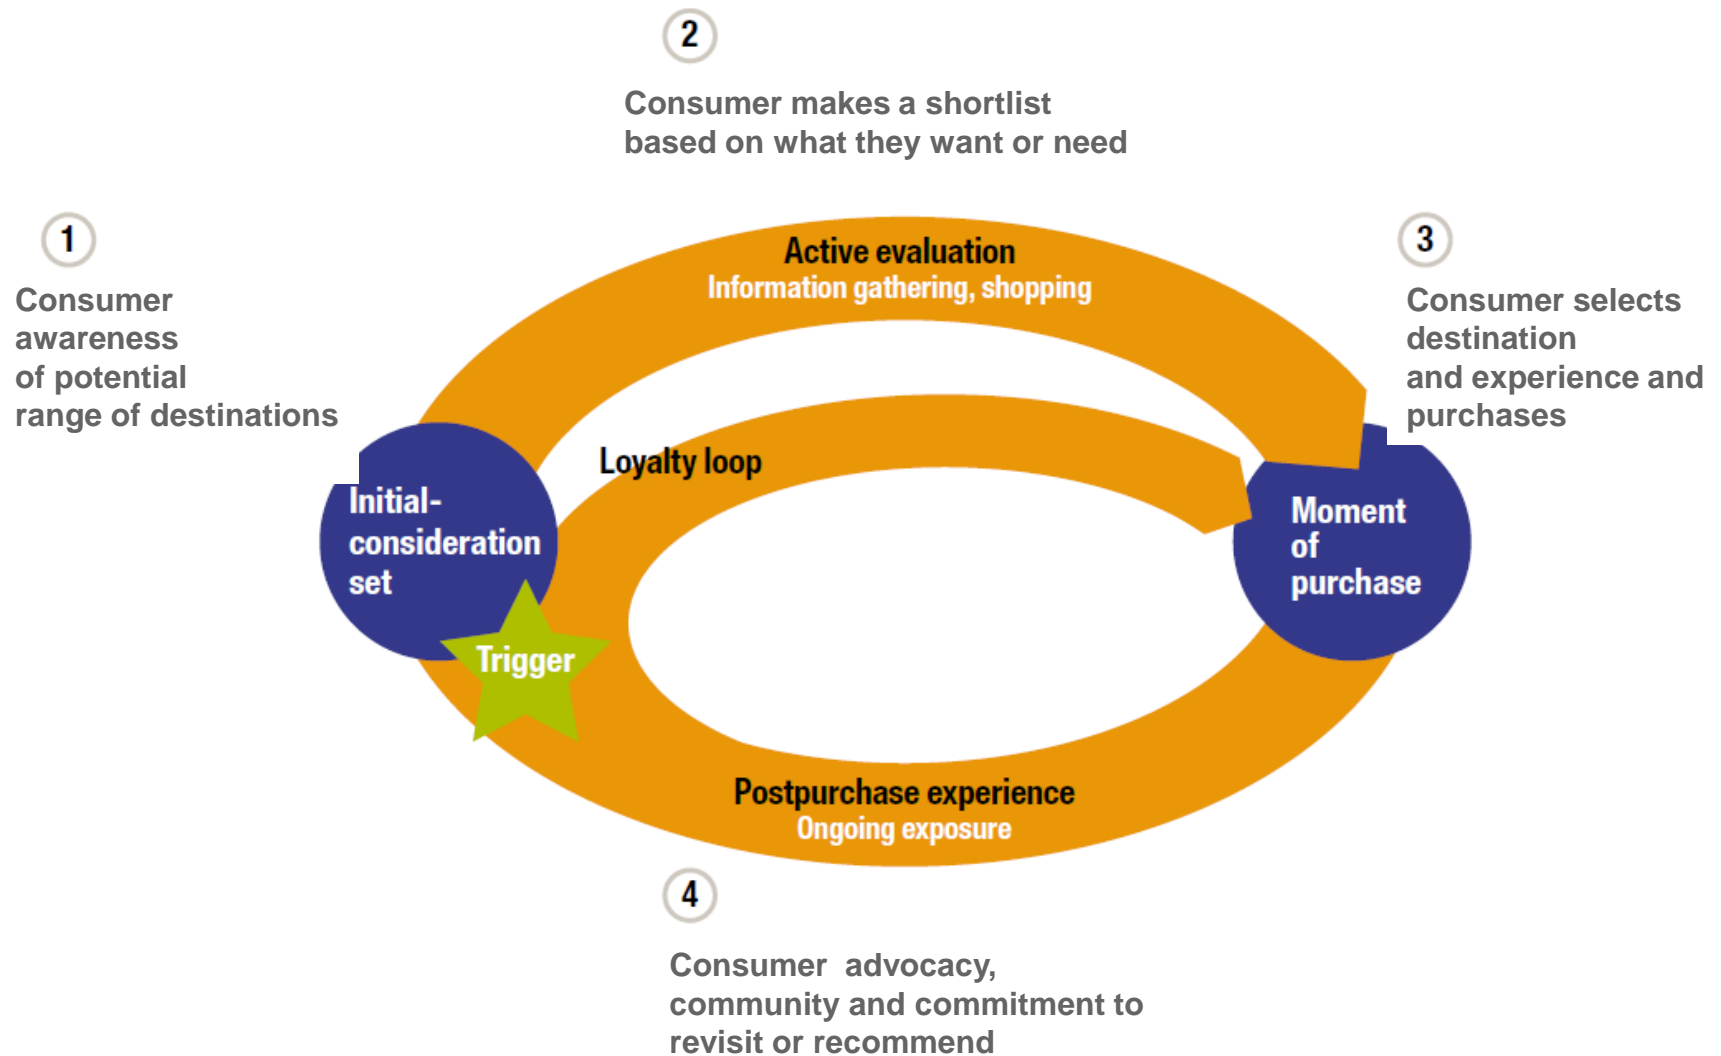 2
Consumer makes a shortlist
based on what they want or need
1
Consumer
awareness
of potential
range of destinations
Active evaluation
Information gathering, shopping
3
Consumer selects
destination
and experience and
purchases
Loyalty loop
Initial-
consideration
set
Moment
of
purchase
Trigger
Postpurchase experience
Ongoing exposure
4
Consumer advocacy,
community and commitment to
revisit or recommend